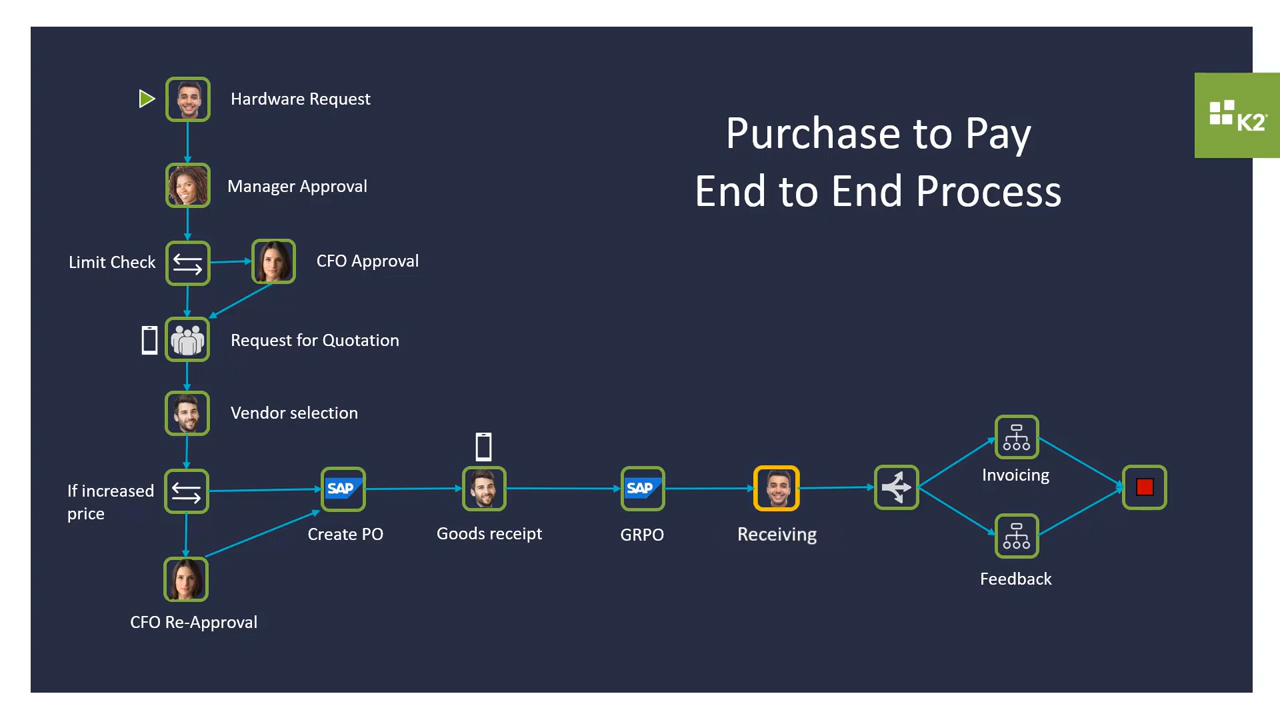 Purchase to Pay
End to End Process
K2
Hardware Request
Manager Approval
Limit Check
CFO Approval
Request for Quotation
Vendor selection
If increased
price
SAP
Create PO
Goods receipt
SAP
GRPO
Receiving
Invoicing
Feedback
CFO Re-Approval